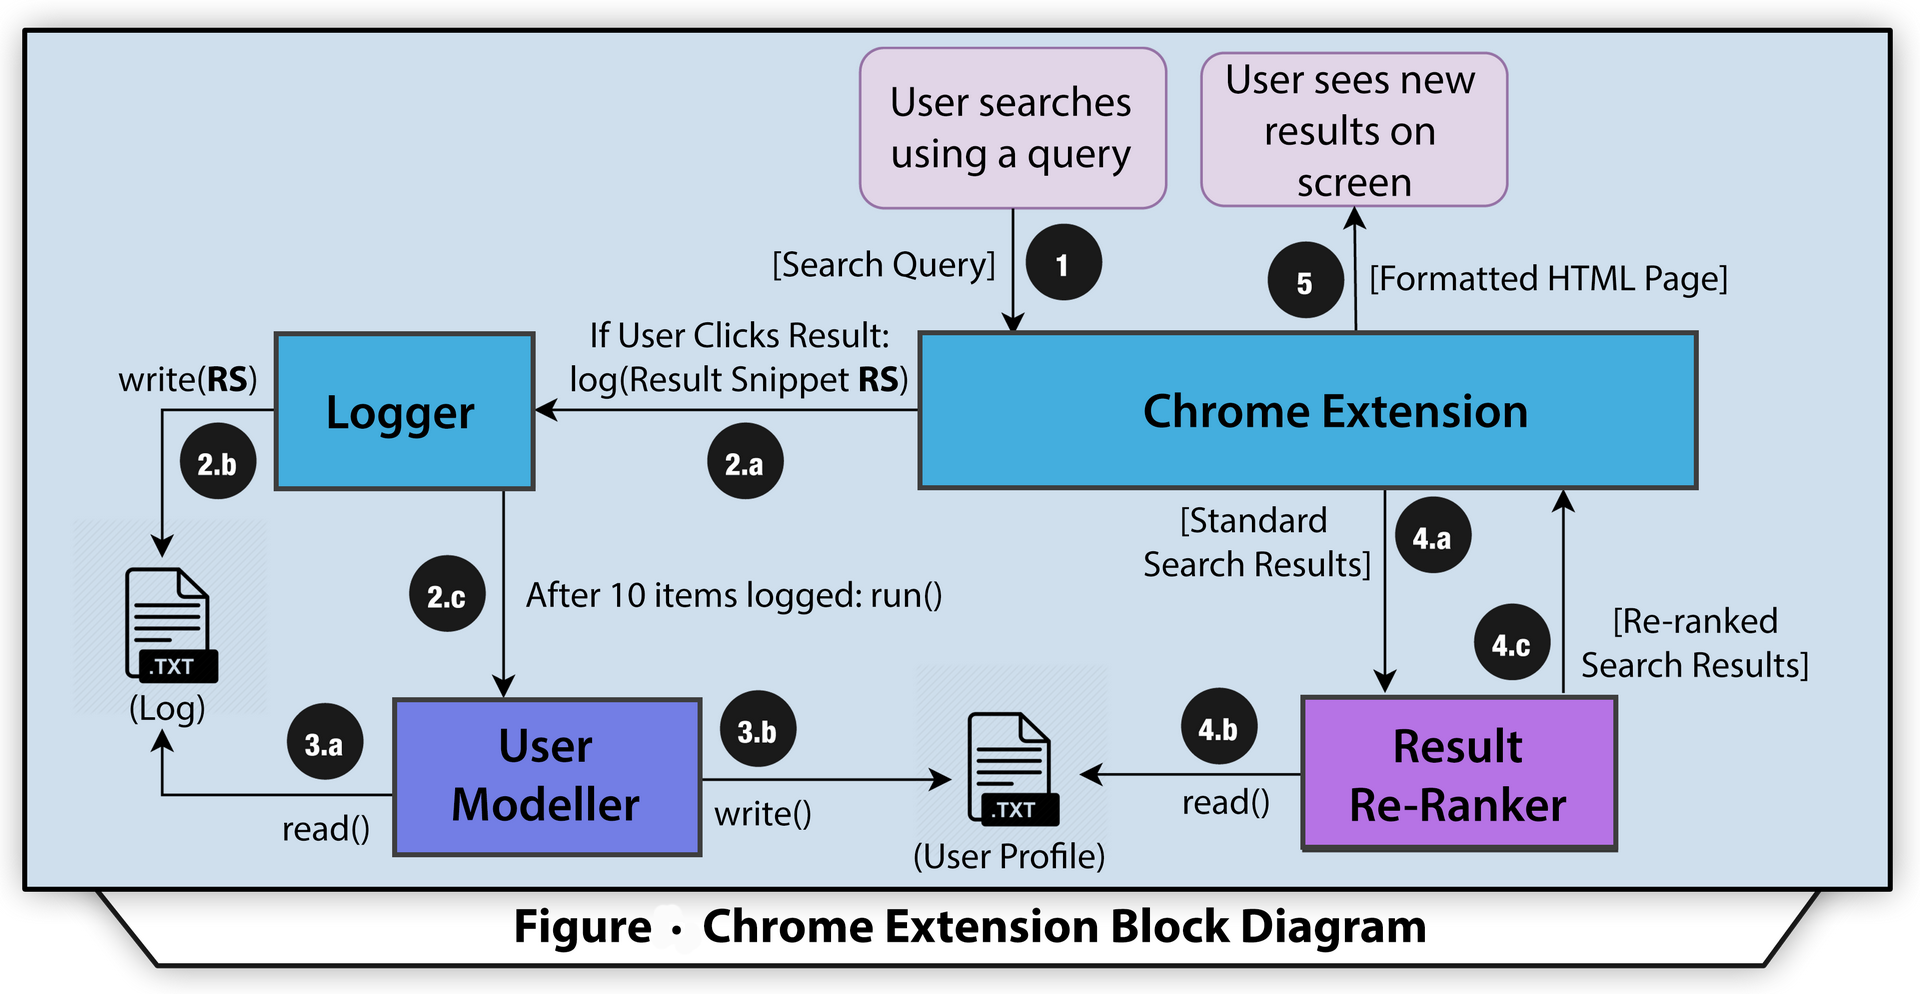 User searches
using a query
User sees new
results on
screen
[Search Query]
1
5
[Formatted HTML Page]
If User Clicks Result:
log(Result Snippet RS)
write(RS)
Logger
Chrome Extension
2.b
2.a
[Standard
Search Results]
4.a
2.c
After 10 items logged: run()
.TXT
(Log)
4.c
[Re-ranked
Search Results]
3.a
read()
User
Modeller
3.b
write()
.TXT
(User Profile)
4.b
read()
Result
Re-Ranker
Figure · Chrome Extension Block Diagram